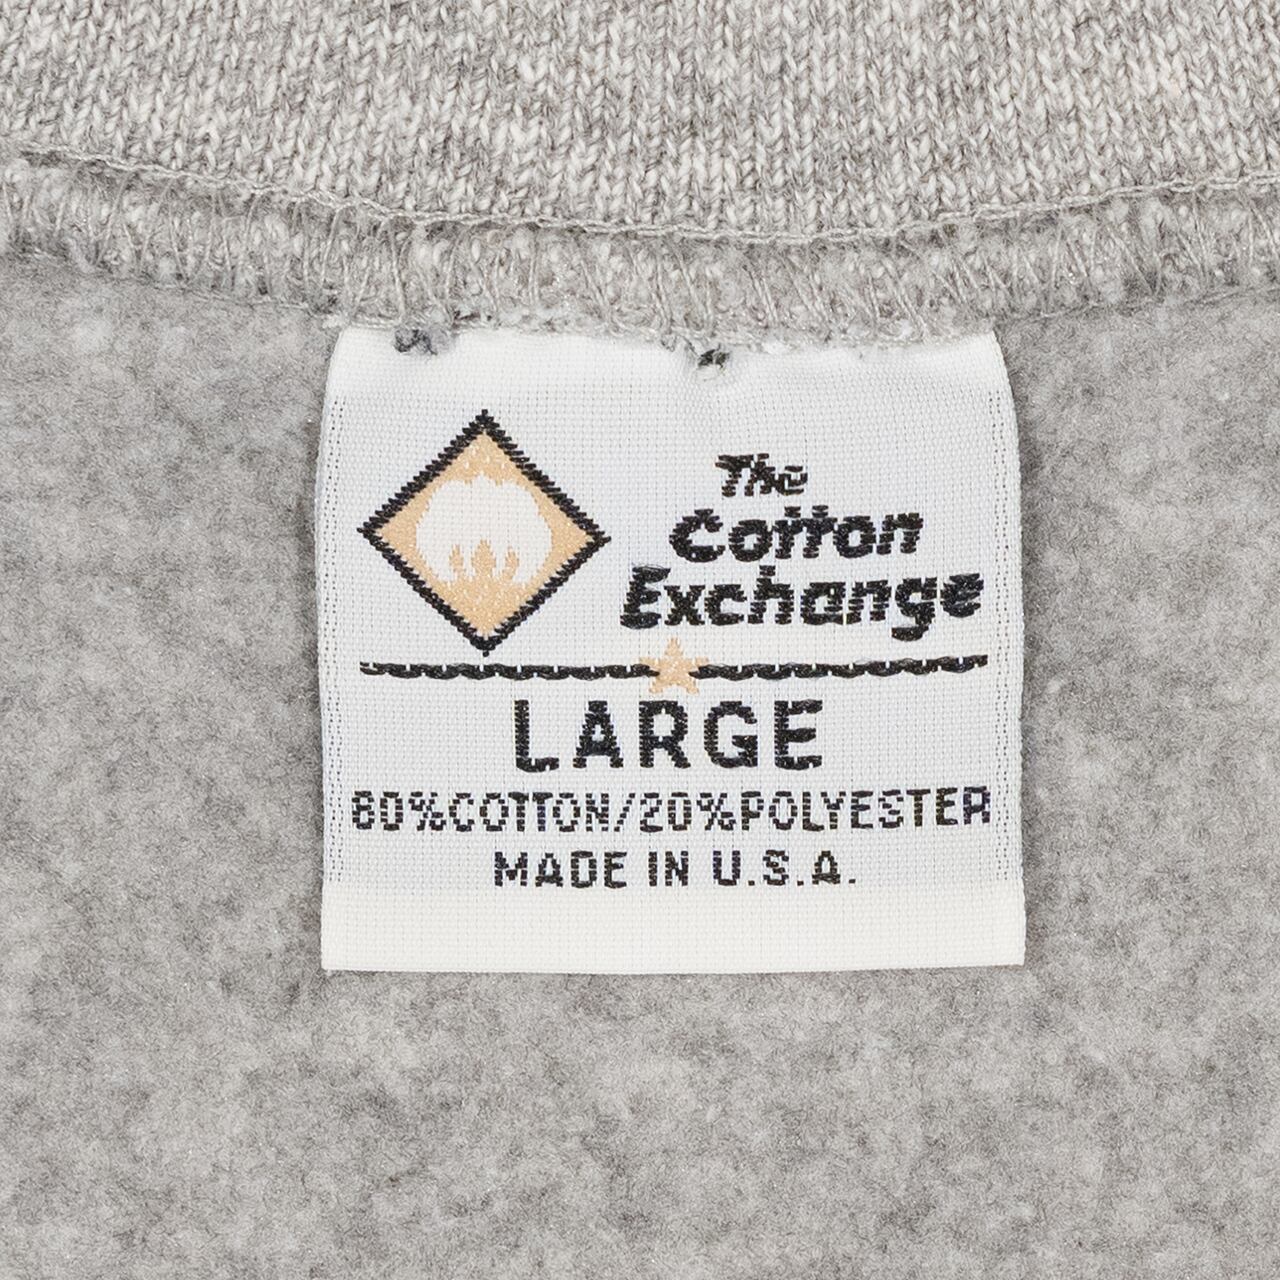 The
Cotton
Exchange
LARGE
80%COTTON/20%POLYESTER
MADE IN U.S.A.